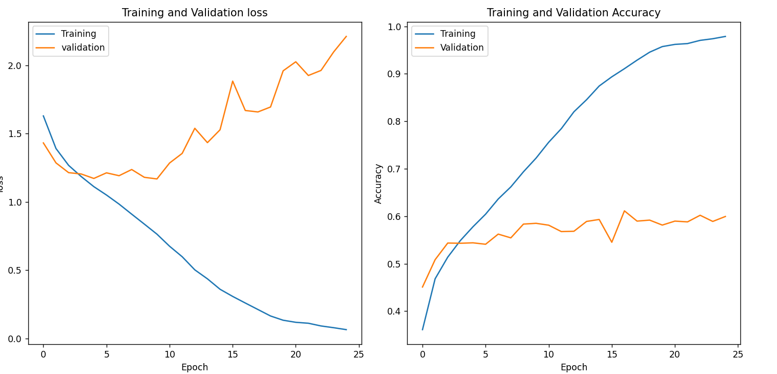 Training and Validation loss
Training
validation
2.0
1.5
1.0
0.5
0.0
loss
0 5 10 15 20 25
Epoch
Training and Validation Accuracy
Training
Validation
1.0
0.9
0.8
0.7
0.6
0.5
0.4
Accuracy
0 5 10 15 20 25
Epoch